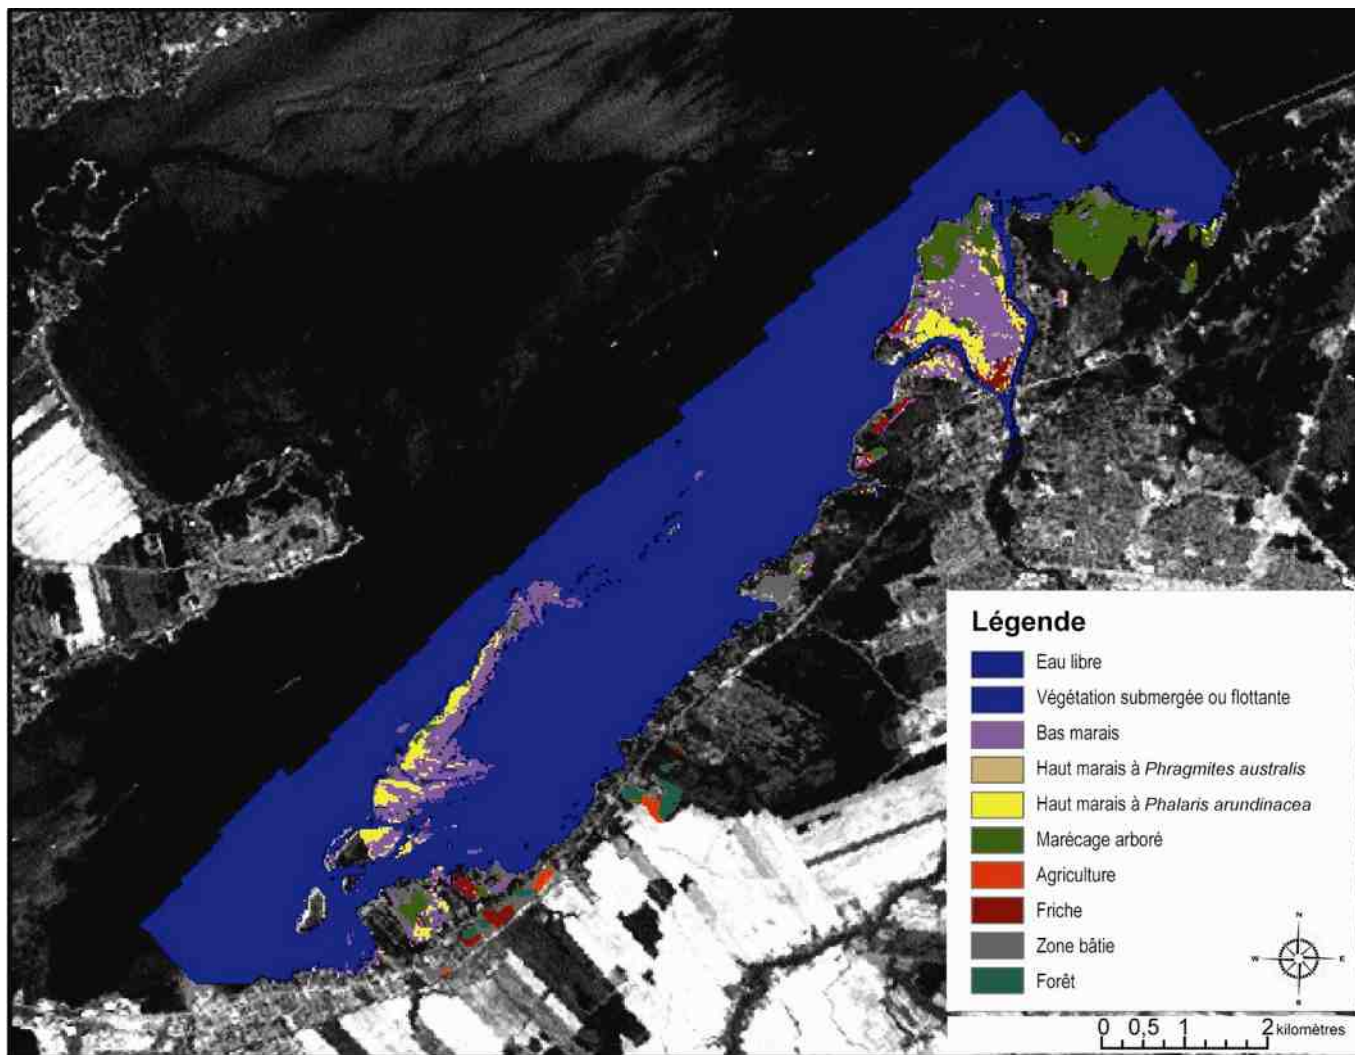 Légende
Eau libre
Végétation submergée ou flottante
Bas marais
Haut marais à Phragmites australis
Haut marais à Phalaris arundinacea
Marécage arboré
Agriculture
Friche
Zone bâtie
Forêt
N
W E
S
0 0,5 1 2 kilomètres